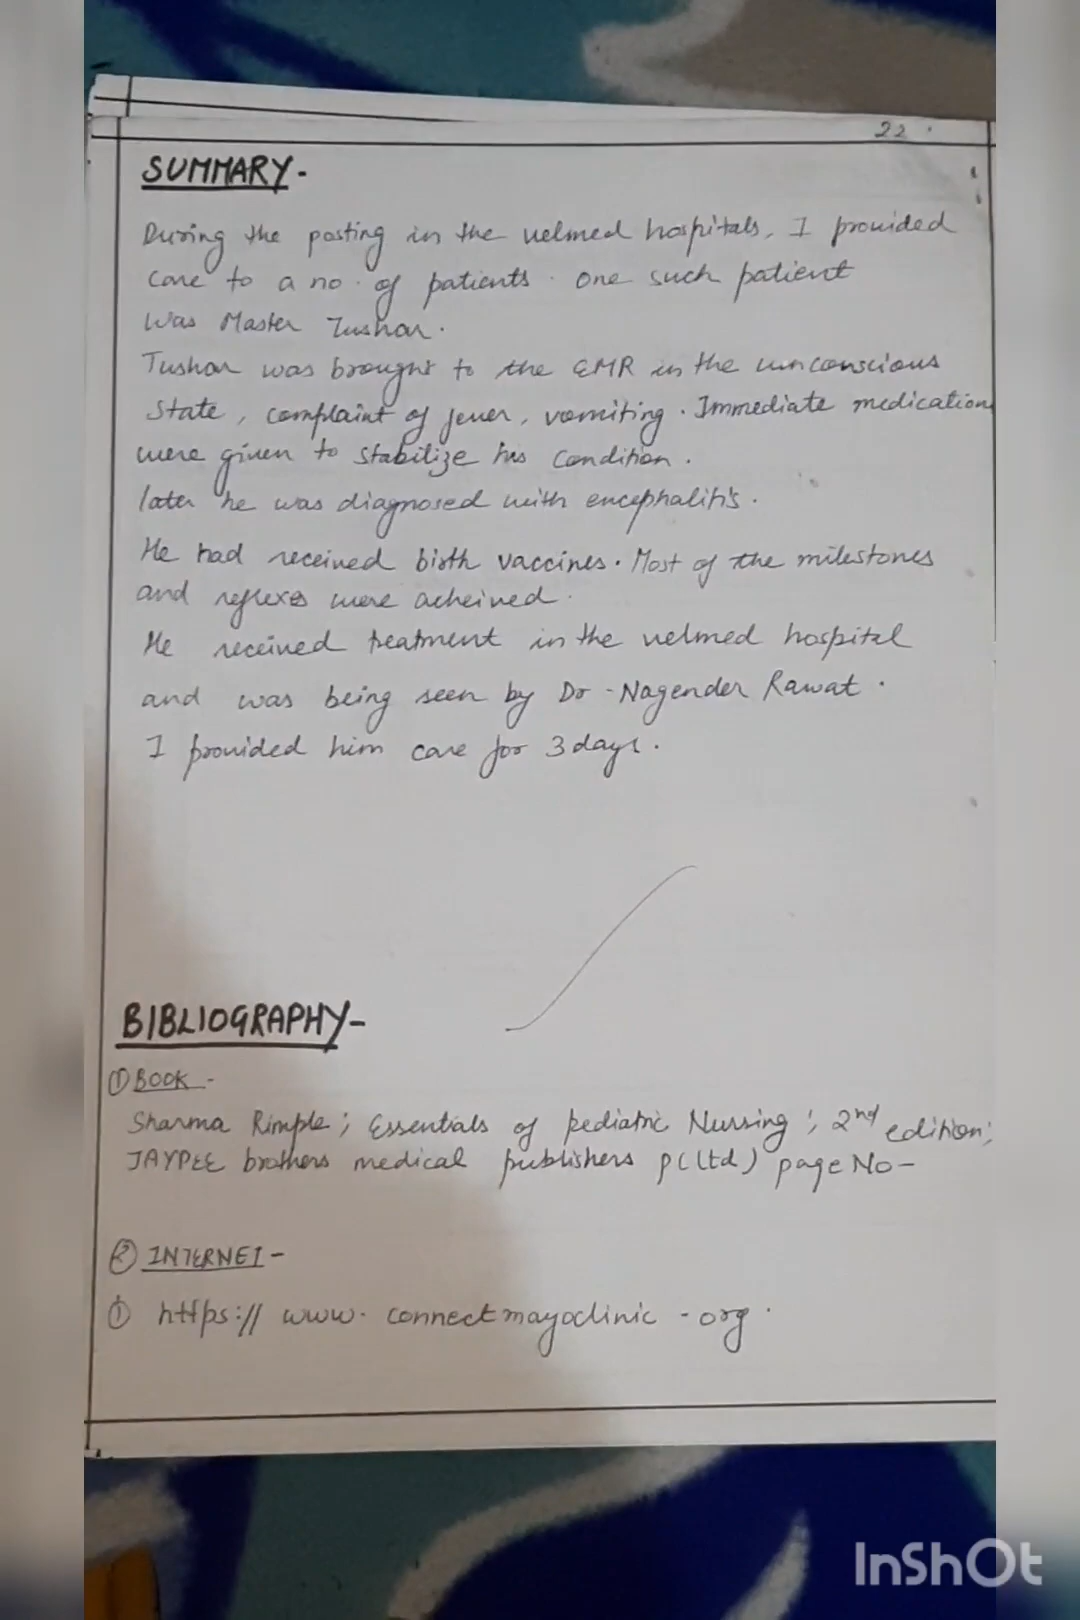 22
SUMMARY-
During the posting in the velmed hospitals, I provided
care to a no. of patients. One such patient
was Master Tushar.
Tushar was brought to the EMR in the unconscious
state, complaint of fever, vomiting. Immediate medication
were given to stabilize his condition.
later he was diagnosed with encephalitis.
He had received birth vaccines. Most of the milestones
and reflexes were acheived.
He received treatment in the velmed hospital
and was being seen by Dr-Nagender Rawat.
I provided him care for 3 days.
BIBLIOGRAPHY-
① BOOK-
Sharma Rimple; Essentials of pediatric Nursing; 2nd edition;
JAYPEE brothers medical publishers p(ltd) page No-
② INTERNET-
① https://www.connectmayoclinic-org.
InShOt